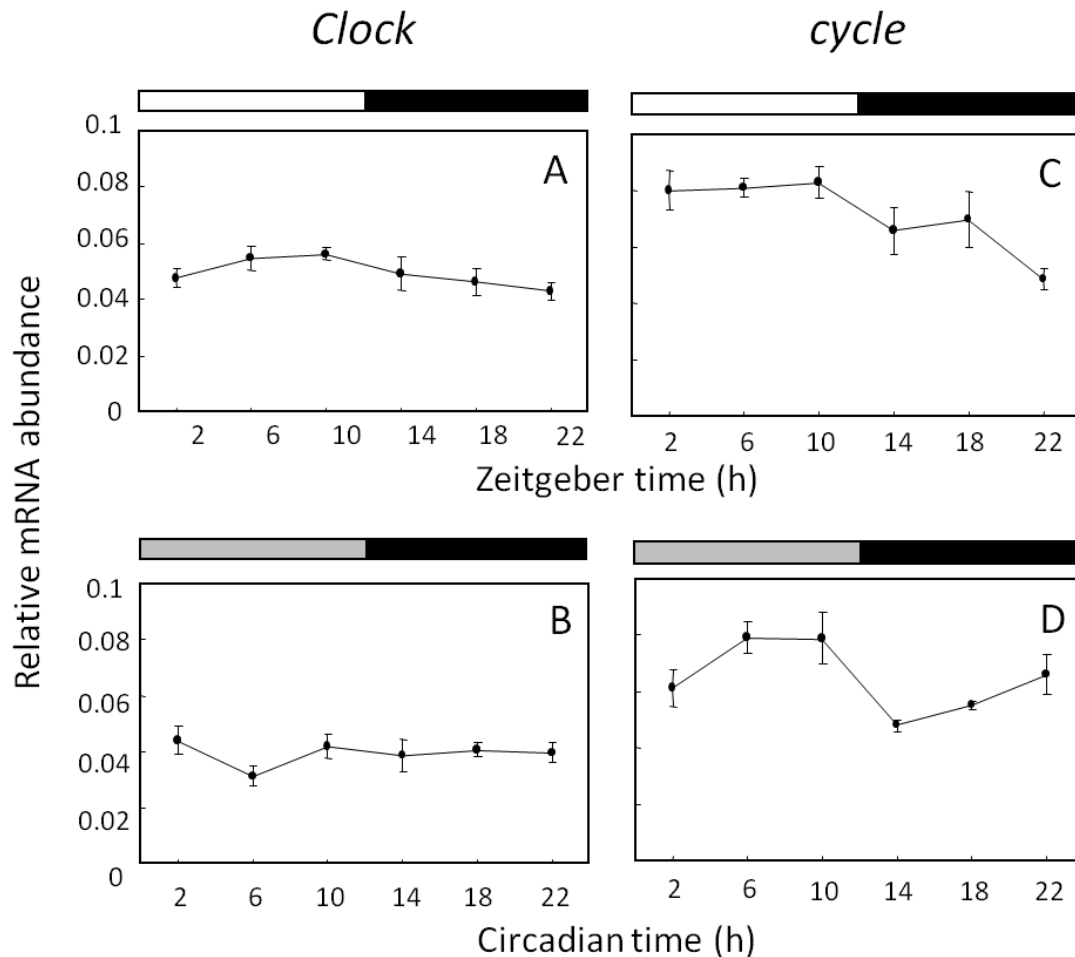 Clock
cycle
Relative mRNA abundance
0.1
0.08
0.06
0.04
0.02
0
A
2 6 10 14 18 22
C
2 6 10 14 18 22
Zeitgeber time (h)
0.1
0.08
0.06
0.04
0.02
0
B
2 6 10 14 18 22
D
2 6 10 14 18 22
Circadian time (h)